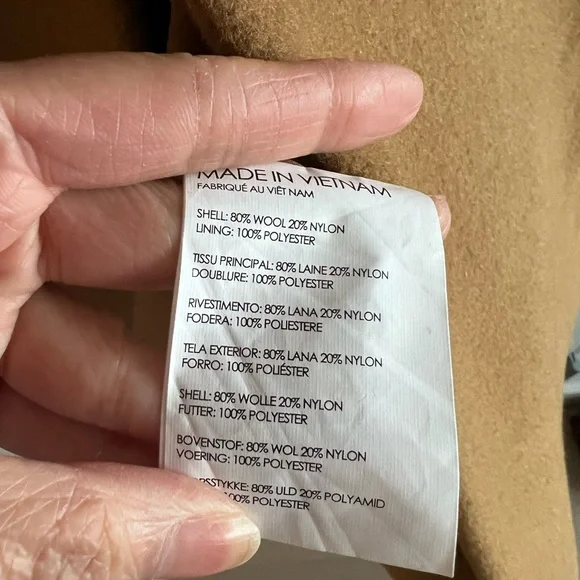 MADE IN VIETNAM
FABRIQUÉ AU VIÊT NAM
SHELL: 80% WOOL 20% NYLON
LINING: 100% POLYESTER
TISSU PRINCIPAL: 80% LAINE 20% NYLON
DOUBLURE: 100% POLYESTER
RIVESTIMENTO: 80% LANA 20% NYLON
FODERA: 100% POLIESTERE
TELA EXTERIOR: 80% LANA 20% NYLON
FORRO: 100% POLIÉSTER
SHELL: 80% WOLLE 20% NYLON
FUTTER: 100% POLYESTER
BOVENSTOF: 80% WOL 20% NYLON
VOERING: 100% POLYESTER
80% ULD 20% POLYAMID
100% POLYESTER